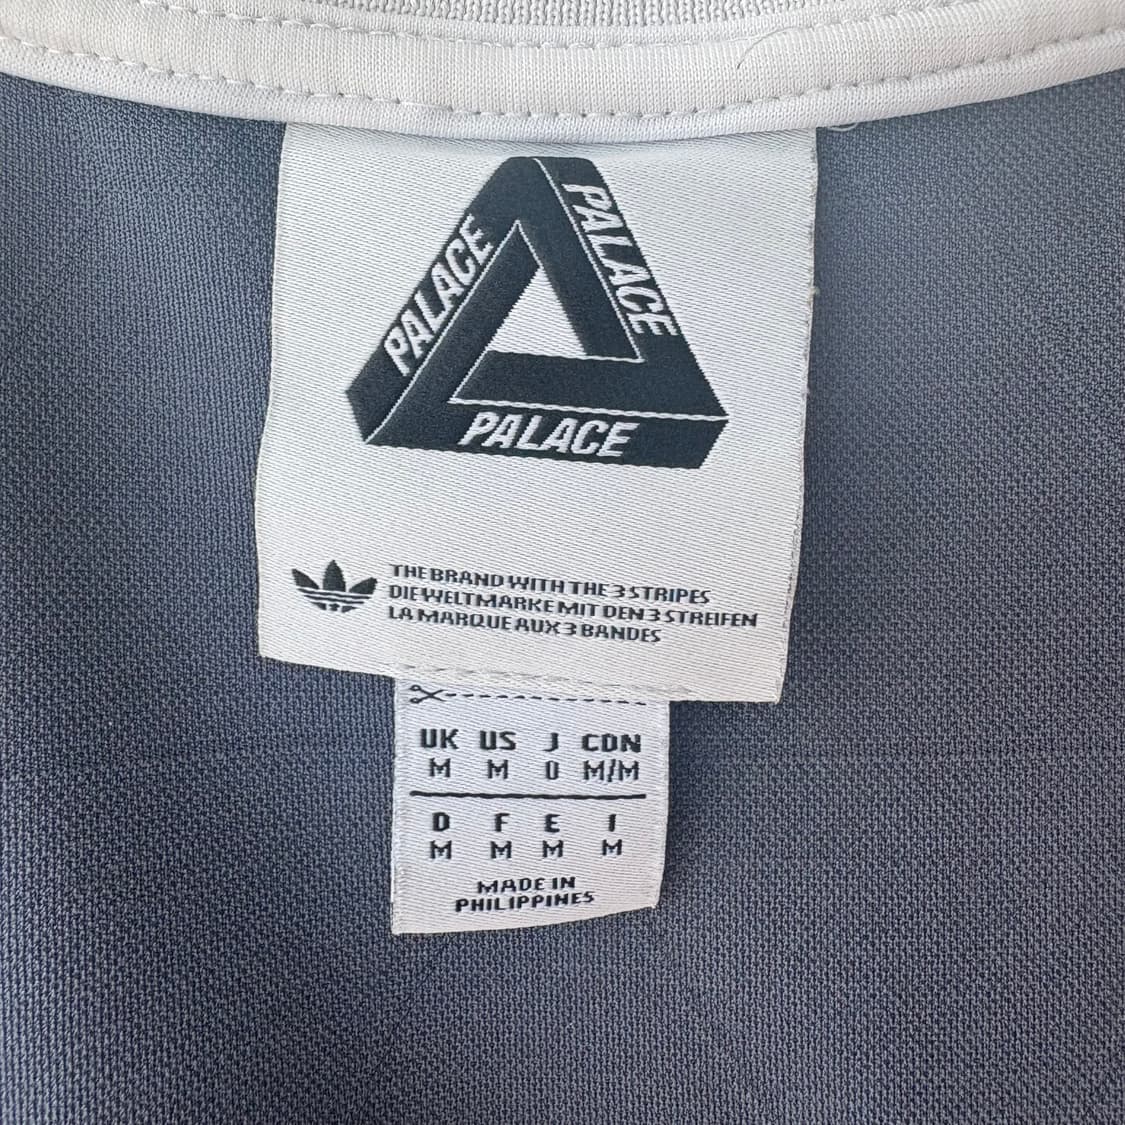 PALACE
PALACE
PALACE
THE BRAND WITH THE 3 STRIPES
DIE WELTMARKE MIT DEN 3 STREIFEN
LA MARQUE AUX 3 BANDES
UK US J CDN
M M O M/M
D F E I
M M M M
MADE IN
PHILIPPINES